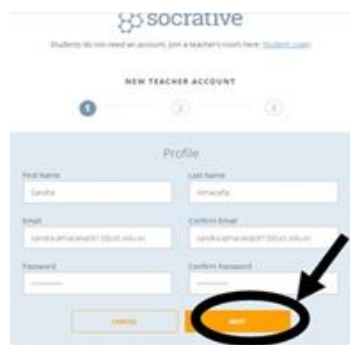 socrative
Students do not need an account. Join a teacher's room here: Student Login
NEW TEACHER ACCOUNT
1 2 3
Profile
First Name Last Name
Sandra
Email Confirm Email
Password Confirm Password
CANCEL NEXT